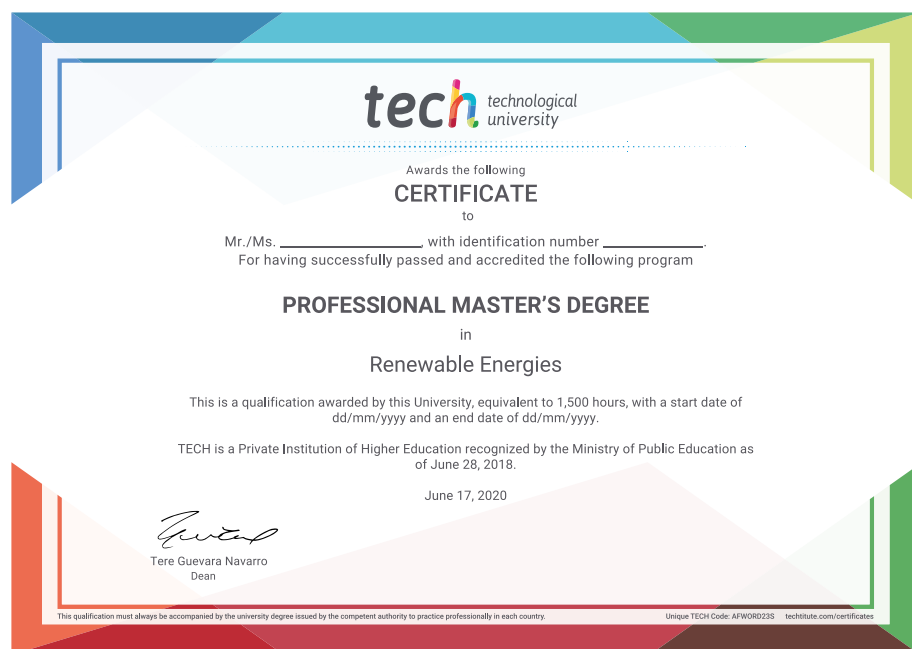 tech technological
university
Awards the following
CERTIFICATE
to
Mr./Ms. ____________________, with identification number ______________.
For having successfully passed and accredited the following program
PROFESSIONAL MASTER'S DEGREE
in
Renewable Energies
This is a qualification awarded by this University, equivalent to 1,500 hours, with a start date of
dd/mm/yyyy and an end date of dd/mm/yyyy.
TECH is a Private Institution of Higher Education recognized by the Ministry of Public Education as
of June 28, 2018.
June 17, 2020
Tere Guevara Navarro
Dean
This qualification must always be accompanied by the university degree issued by the competent authority to practice professionally in each country.
Unique TECH Code: AFWORD23S techtitute.com/certificates